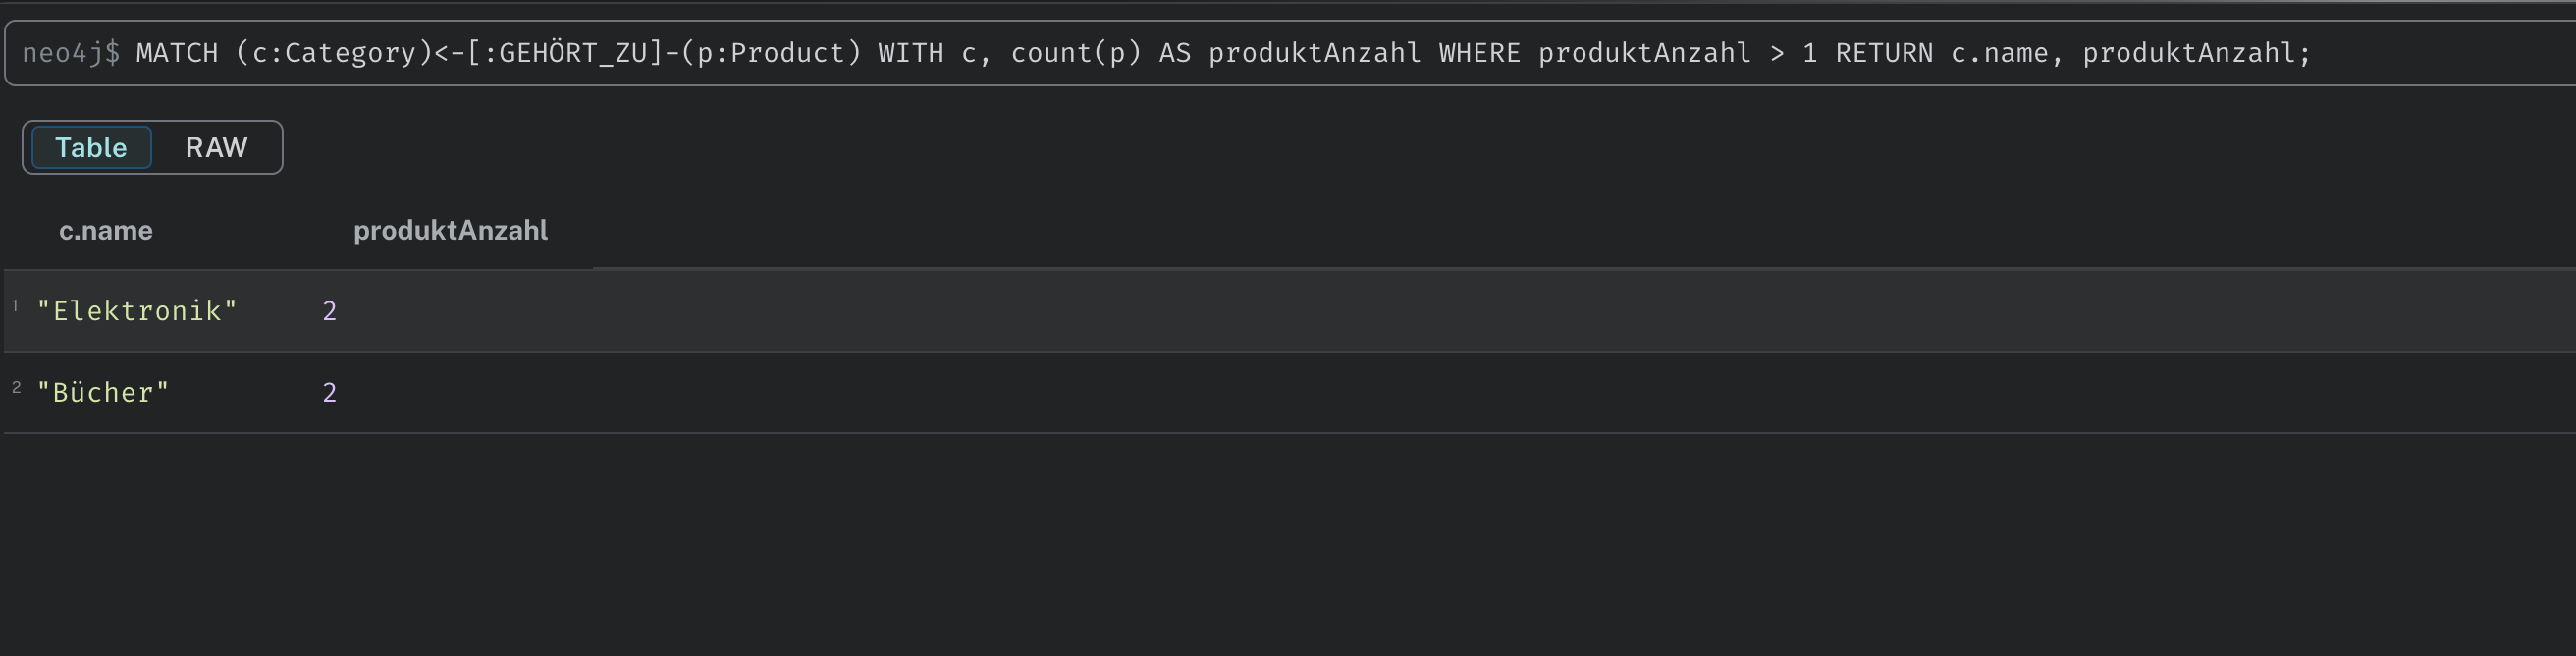 neo4j$ MATCH (c:Category)<-[:GEHÖRT_ZU]-(p:Product) WITH c, count(p) AS produktAnzahl WHERE produktAnzahl > 1 RETURN c.name, produktAnzahl;
Table RAW
c.name produktAnzahl
1 "Elektronik" 2
2 "Bücher" 2